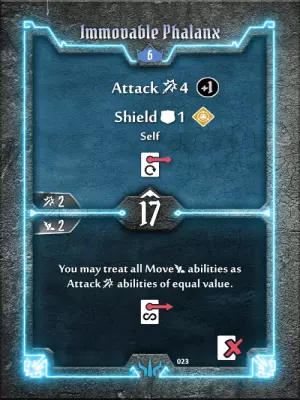 Immovable Phalanx
6
Attack 4 +1
Shield 1
Self
2
17
2
You may treat all Move abilities as
Attack abilities of equal value.
S
023